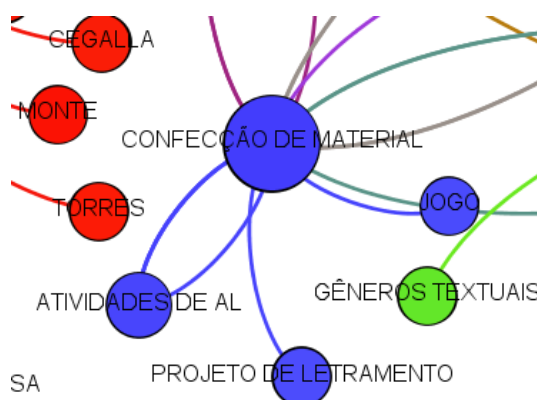 CEGALLA
MONTE
CONFECÇÃO DE MATERIAL
TORRES
JOGO
GÊNEROS TEXTUAIS
ATIVIDADES DE AL
PROJETO DE LETRAMENTO
SA